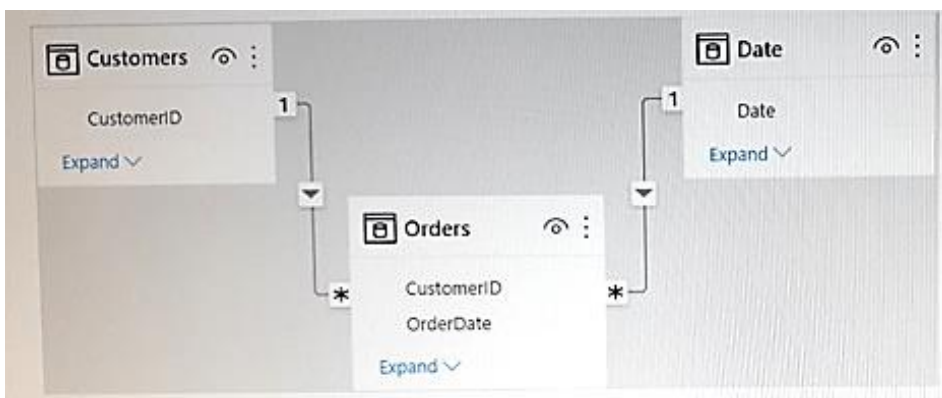 Customers
CustomerID
Expand
1
Date
Date
Expand
1
Orders
CustomerID
OrderDate
Expand
*
*